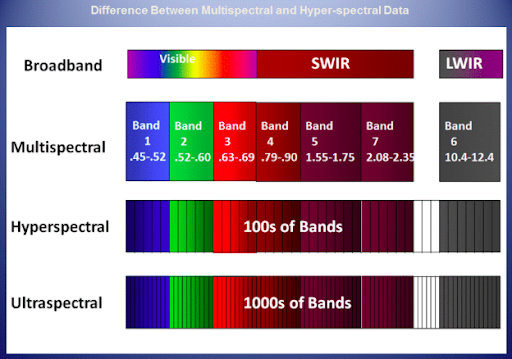 Difference Between Multispectral and Hyper-spectral Data
Broadband
Visible
SWIR
LWIR
Multispectral
Band
1
.45-.52
Band
2
.52-.60
Band
3
.63-.69
Band
4
.79-.90
Band
5
1.55-1.75
Band
7
2.08-2.35
Band
6
10.4-12.4
Hyperspectral
100s of Bands
Ultraspectral
1000s of Bands